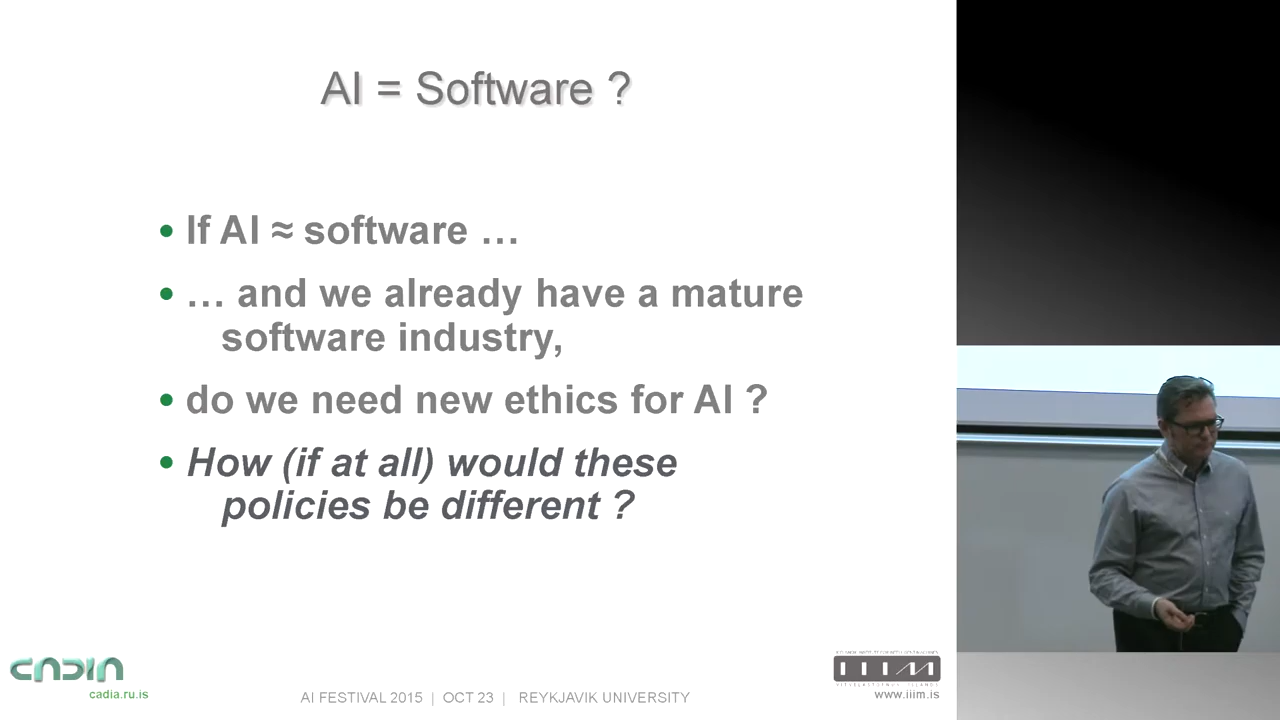 AI = Software ?
• If AI ≈ software …
• … and we already have a mature
software industry,
• do we need new ethics for AI ?
• How (if at all) would these
policies be different ?
CADIA
cadia.ru.is
AI FESTIVAL 2015 | OCT 23 | REYKJAVIK UNIVERSITY
IIIM
www.iiim.is